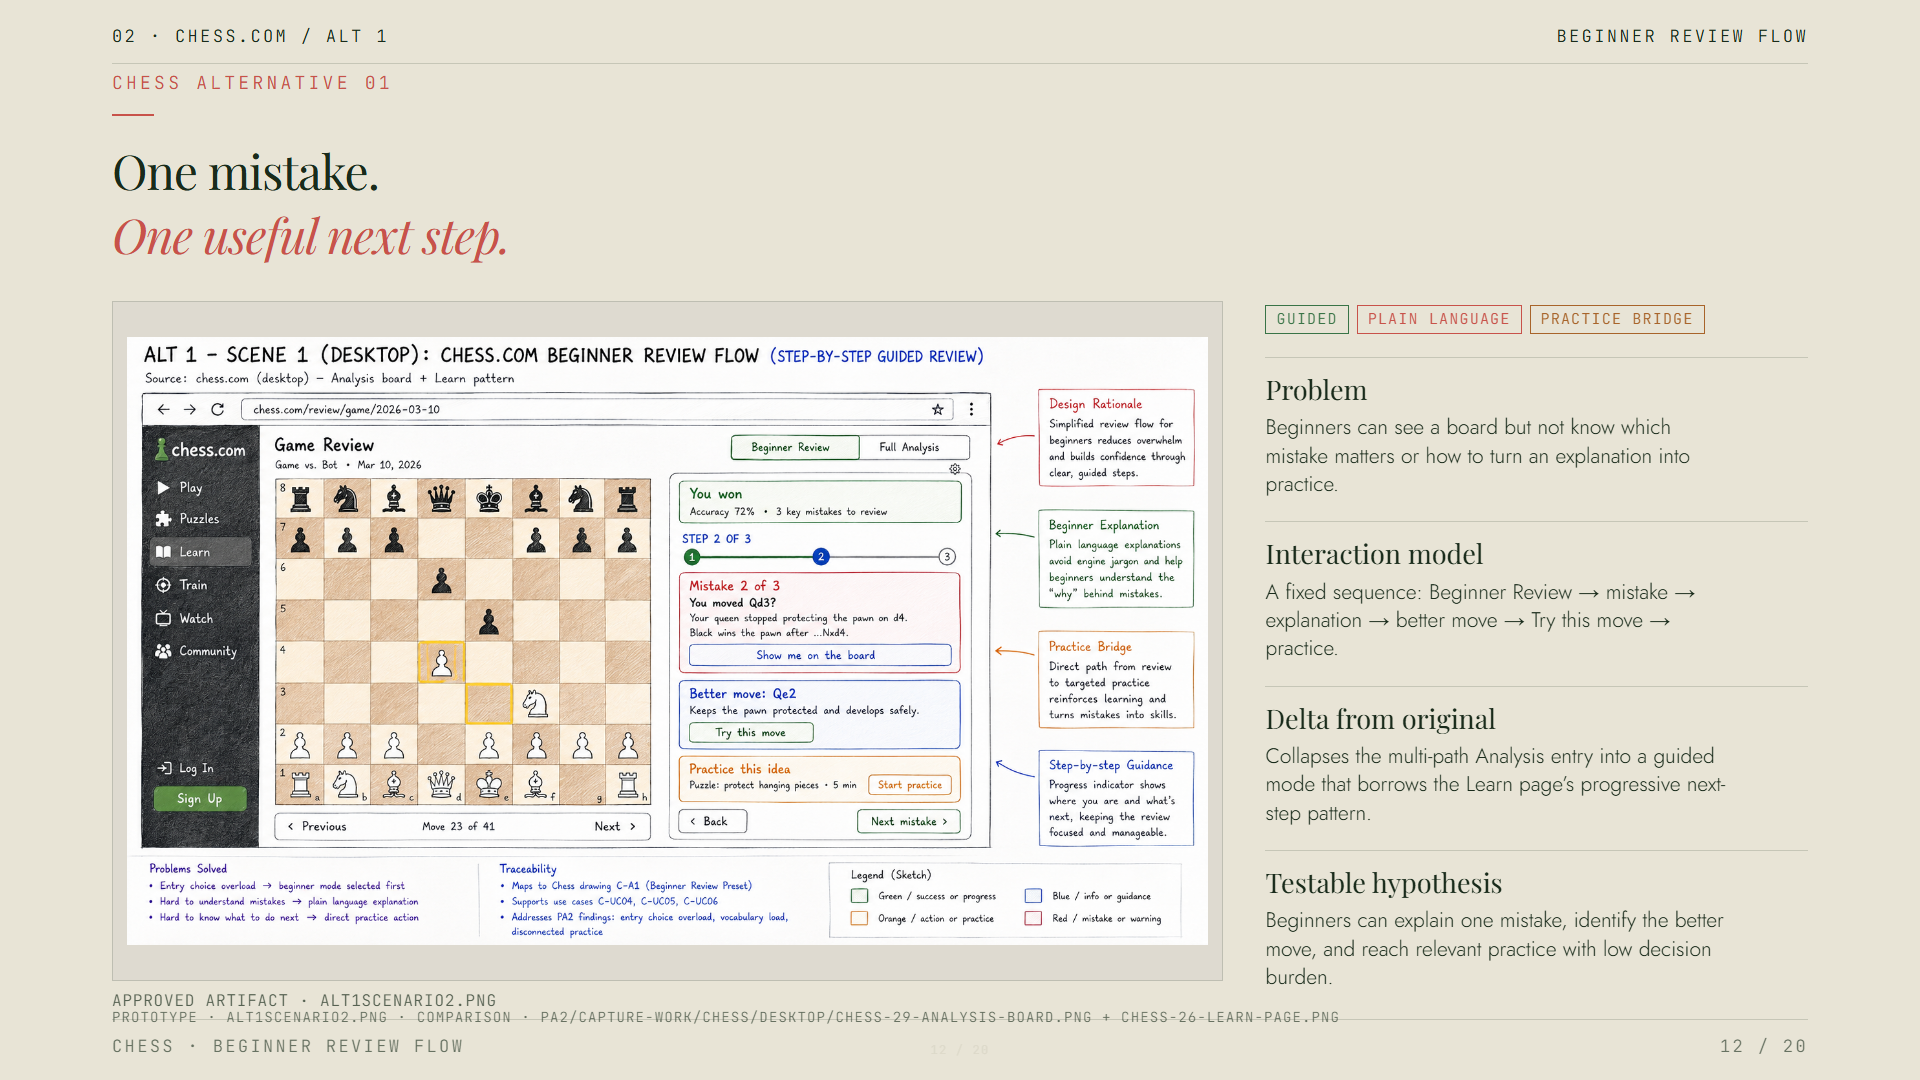 02 · CHESS.COM / ALT 1
BEGINNER REVIEW FLOW
CHESS ALTERNATIVE 01
One mistake.
One useful next step.
ALT 1 – SCENE 1 (DESKTOP): CHESS.COM BEGINNER REVIEW FLOW (STEP-BY-STEP GUIDED REVIEW)
Source: chess.com (desktop) – Analysis board + Learn pattern
chess.com/review/game/2026-03-10
chess.com
Play
Puzzles
Learn
Train
Watch
Community
Log In
Sign Up
Game Review
Game vs. Bot • Mar 10, 2026
Beginner Review
Full Analysis
8
7
6
5
4
3
2
1
a
b
c
d
e
f
g
h
‹ Previous
Move 23 of 41
Next ›
You won
Accuracy 72% • 3 key mistakes to review
STEP 2 OF 3
1
2
3
Mistake 2 of 3
You moved Qd3?
Your queen stopped protecting the pawn on d4.
Black wins the pawn after ...Nxd4.
Show me on the board
Better move: Qe2
Keeps the pawn protected and develops safely.
Try this move
Practice this idea
Puzzle: protect hanging pieces • 5 min
Start practice
‹ Back
Next mistake ›
Design Rationale
Simplified review flow for
beginners reduces overwhelm
and builds confidence through
clear, guided steps.
Beginner Explanation
Plain language explanations
avoid engine jargon and help
beginners understand the
"why" behind mistakes.
Practice Bridge
Direct path from review
to targeted practice
reinforces learning and
turns mistakes into skills.
Step-by-step Guidance
Progress indicator shows
where you are and what's
next, keeping the review
focused and manageable.
Problems Solved
• Entry choice overload → beginner mode selected first
• Hard to understand mistakes → plain language explanation
• Hard to know what to do next → direct practice action
Traceability
• Maps to Chess drawing C-A1 (Beginner Review Preset)
• Supports use cases C-UC04, C-UC05, C-UC06
• Addresses PA2 findings: entry choice overload, vocabulary load,
disconnected practice
Legend (Sketch)
Green / success or progress
Blue / info or guidance
Orange / action or practice
Red / mistake or warning
GUIDED
PLAIN LANGUAGE
PRACTICE BRIDGE
Problem
Beginners can see a board but not know which
mistake matters or how to turn an explanation into
practice.
Interaction model
A fixed sequence: Beginner Review → mistake →
explanation → better move → Try this move →
practice.
Delta from original
Collapses the multi-path Analysis entry into a guided
mode that borrows the Learn page's progressive next-
step pattern.
Testable hypothesis
Beginners can explain one mistake, identify the better
move, and reach relevant practice with low decision
burden.
APPROVED ARTIFACT · ALT1SCENARIO2.PNG
PROTOTYPE · ALT1SCENARIO2.PNG · COMPARISON · PA2/CAPTURE-WORK/CHESS/DESKTOP/CHESS-29-ANALYSIS-BOARD.PNG + CHESS-26-LEARN-PAGE.PNG
CHESS · BEGINNER REVIEW FLOW
12 / 20
12 / 20